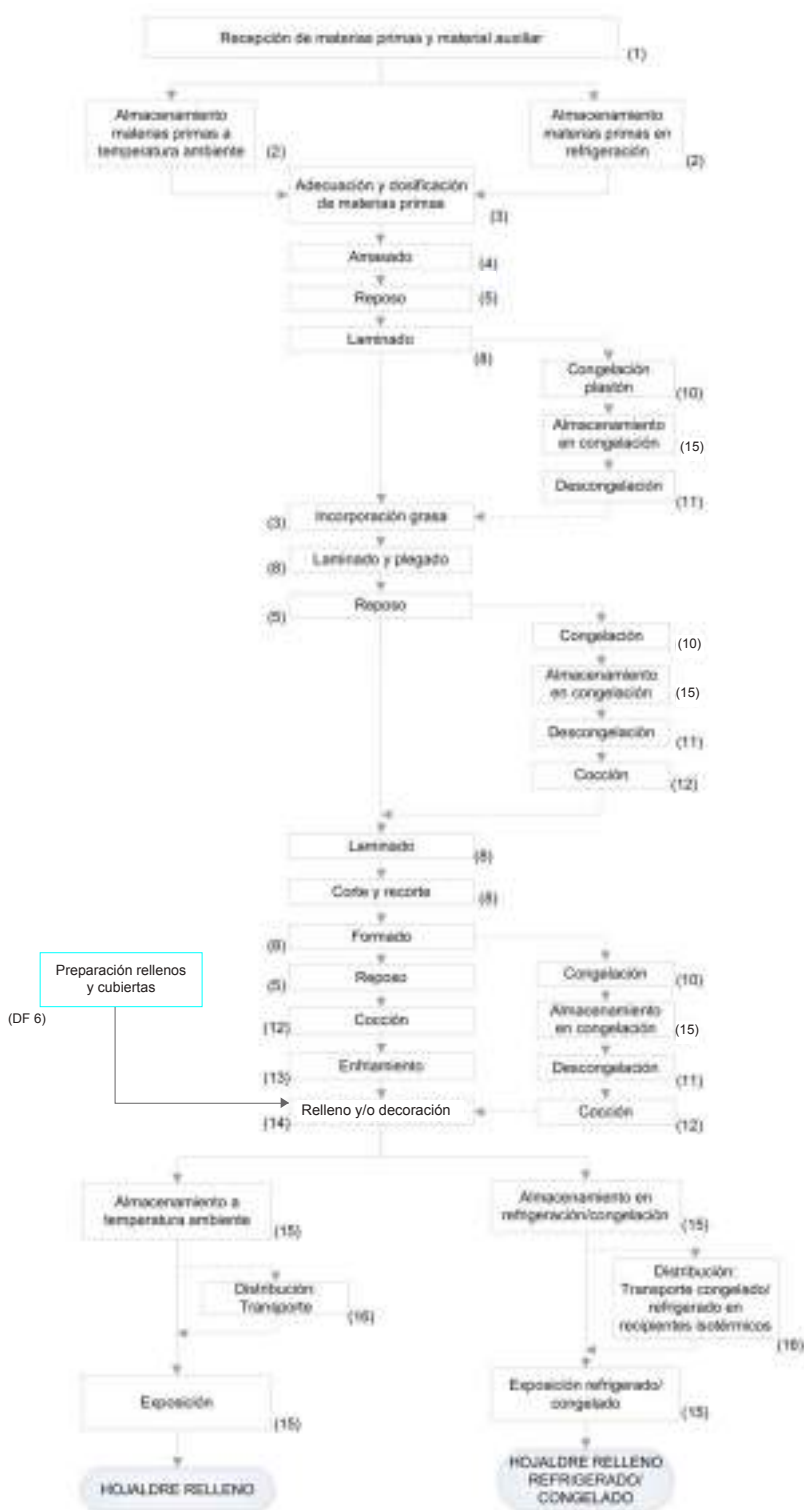 Recepción de materias primas y material auxiliar
(1)
Almacenamiento
materias primas a
temperatura ambiente
(2)
Almacenamiento
materias primas en
refrigeración
(2)
Adecuación y dosificación
de materias primas
(3)
Amasado
(4)
Reposo
(5)
Laminado
(8)
Congelación
plastón
(10)
Almacenamiento
en congelación
(15)
Descongelación
(11)
(3)
Incorporación grasa
(8)
Laminado y plegado
(5)
Reposo
Congelación
(10)
Almacenamiento
en congelación
(15)
Descongelación
(11)
Cocción
(12)
Laminado
(8)
Corte y recorte
(8)
Formado
Preparación rellenos
y cubiertas
(DF 6)
(5)
Reposo
(12)
Cocción
(13)
Enfriamiento
(14)
Relleno y/o decoración
Congelación
(10)
Almacenamiento
en congelación
(15)
Descongelación
(11)
Cocción
(12)
Almacenamiento a
temperatura ambiente
(15)
Distribución:
Transporte
(16)
Exposición
(15)
HOJALDRE RELLENO
Almacenamiento en
refrigeración/congelación
(15)
Distribución:
Transporte congelado/
refrigerado en
recipientes isotérmicos
(16)
Exposición refrigerado/
congelado
(15)
HOJALDRE RELLENO
REFRIGERADO/
CONGELADO